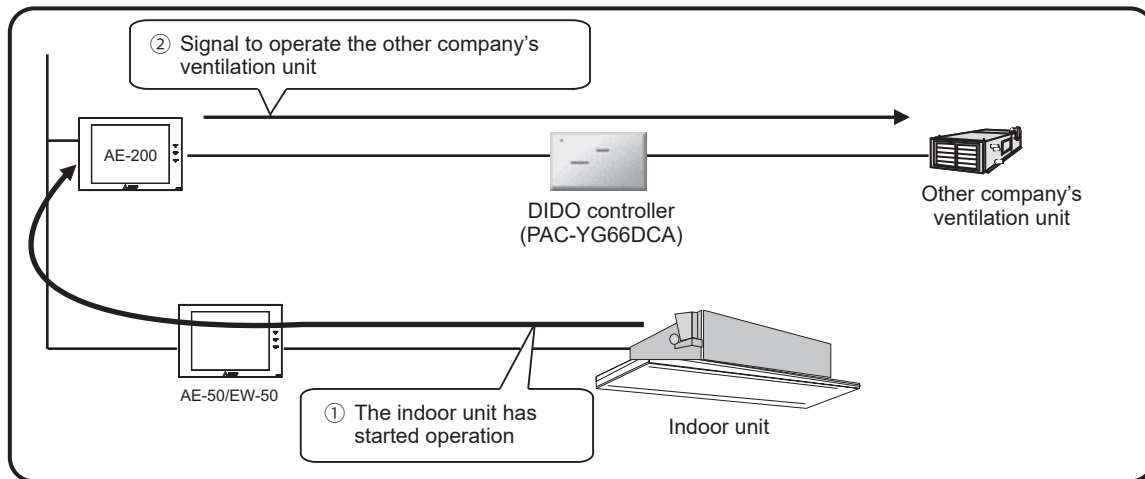 ② Signal to operate the other company’s
ventilation unit
AE-200
DIDO controller
(PAC-YG66DCA)
Other company’s
ventilation unit
AE-50/EW-50
① The indoor unit has
started operation
Indoor unit